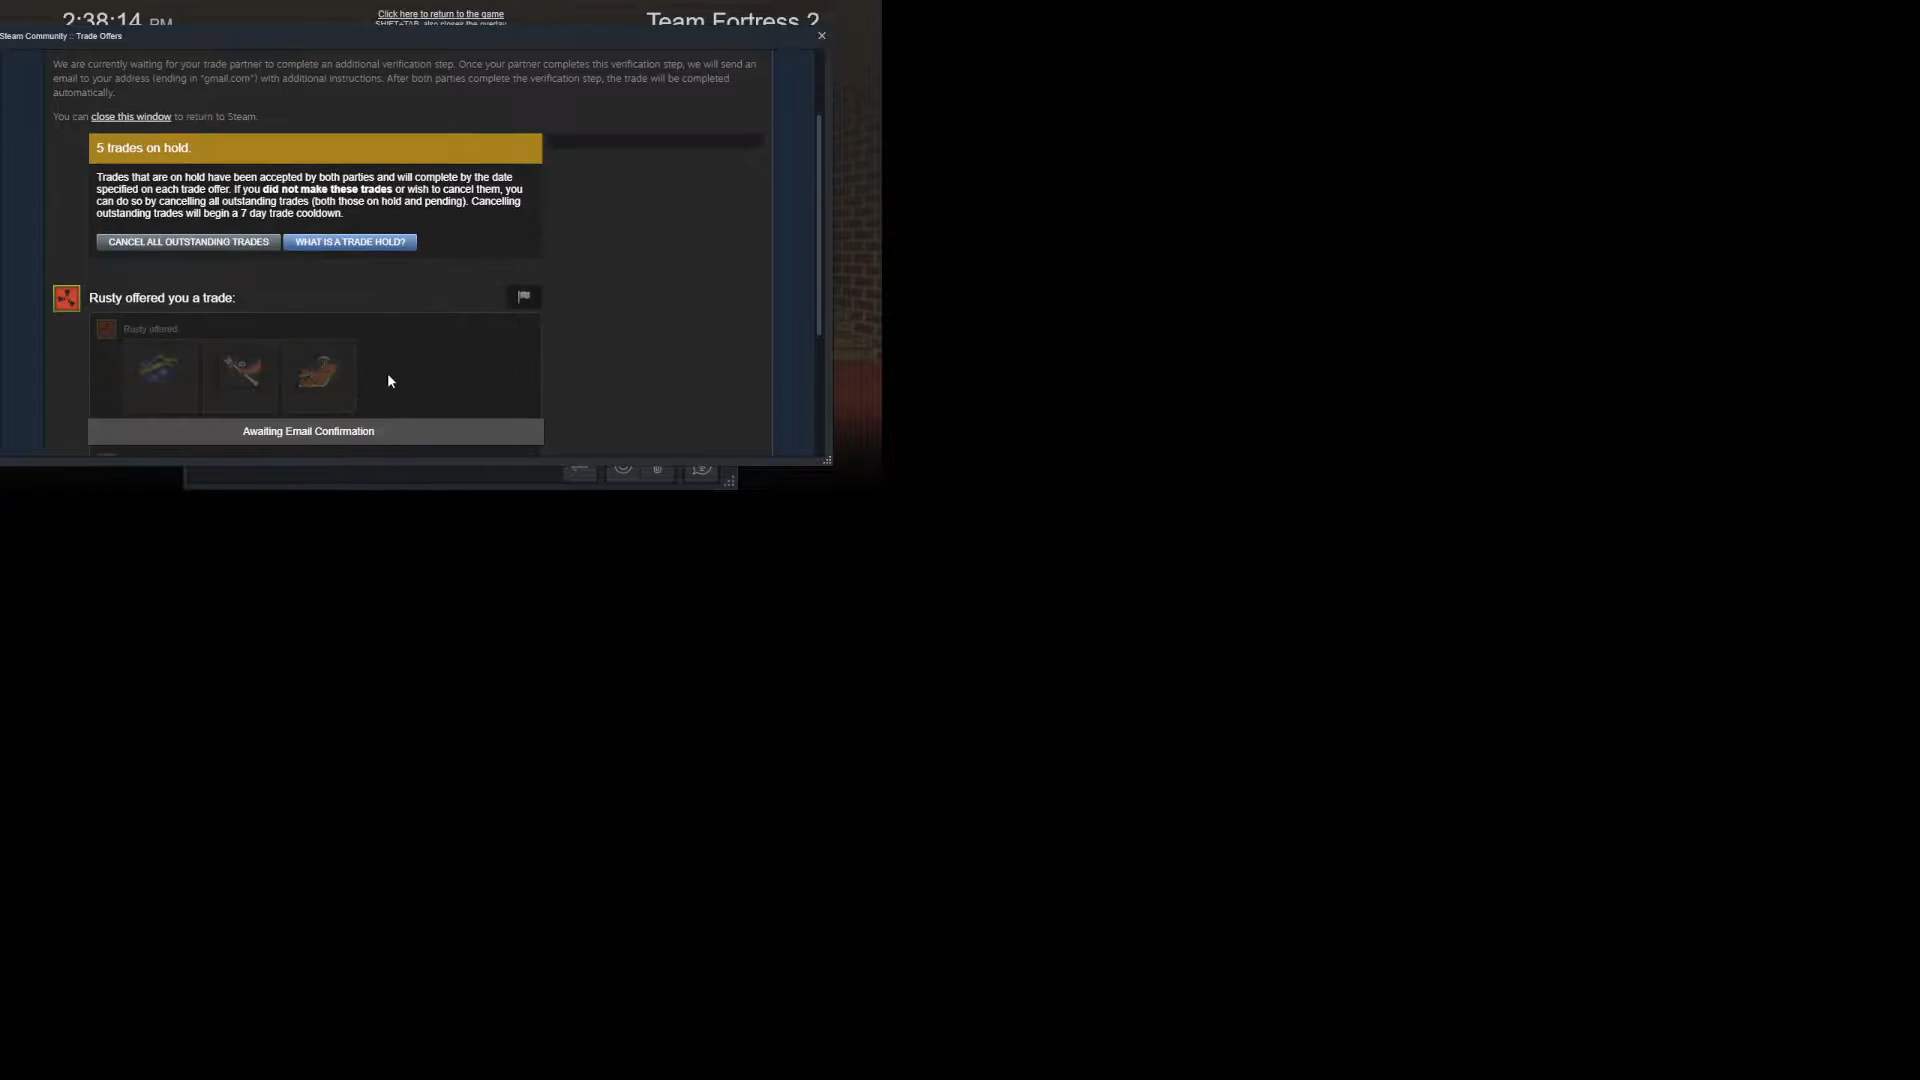 2:38:14 PM
Click here to return to the game
SHIFT+TAB also closes the overlay
Team Fortress 2
Steam Community :: Trade Offers
We are currently waiting for your trade partner to complete an additional verification step. Once your partner completes this verification step, we will send an
email to your address (ending in "gmail.com") with additional instructions. After both parties complete the verification step, the trade will be completed
automatically.
You can close this window to return to Steam.
5 trades on hold.
Trades that are on hold have been accepted by both parties and will complete by the date
specified on each trade offer. If you did not make these trades or wish to cancel them, you
can do so by cancelling all outstanding trades (both those on hold and pending). Cancelling
outstanding trades will begin a 7 day trade cooldown.
CANCEL ALL OUTSTANDING TRADES
WHAT IS A TRADE HOLD?
Rusty offered you a trade:
Rusty offered:
Awaiting Email Confirmation